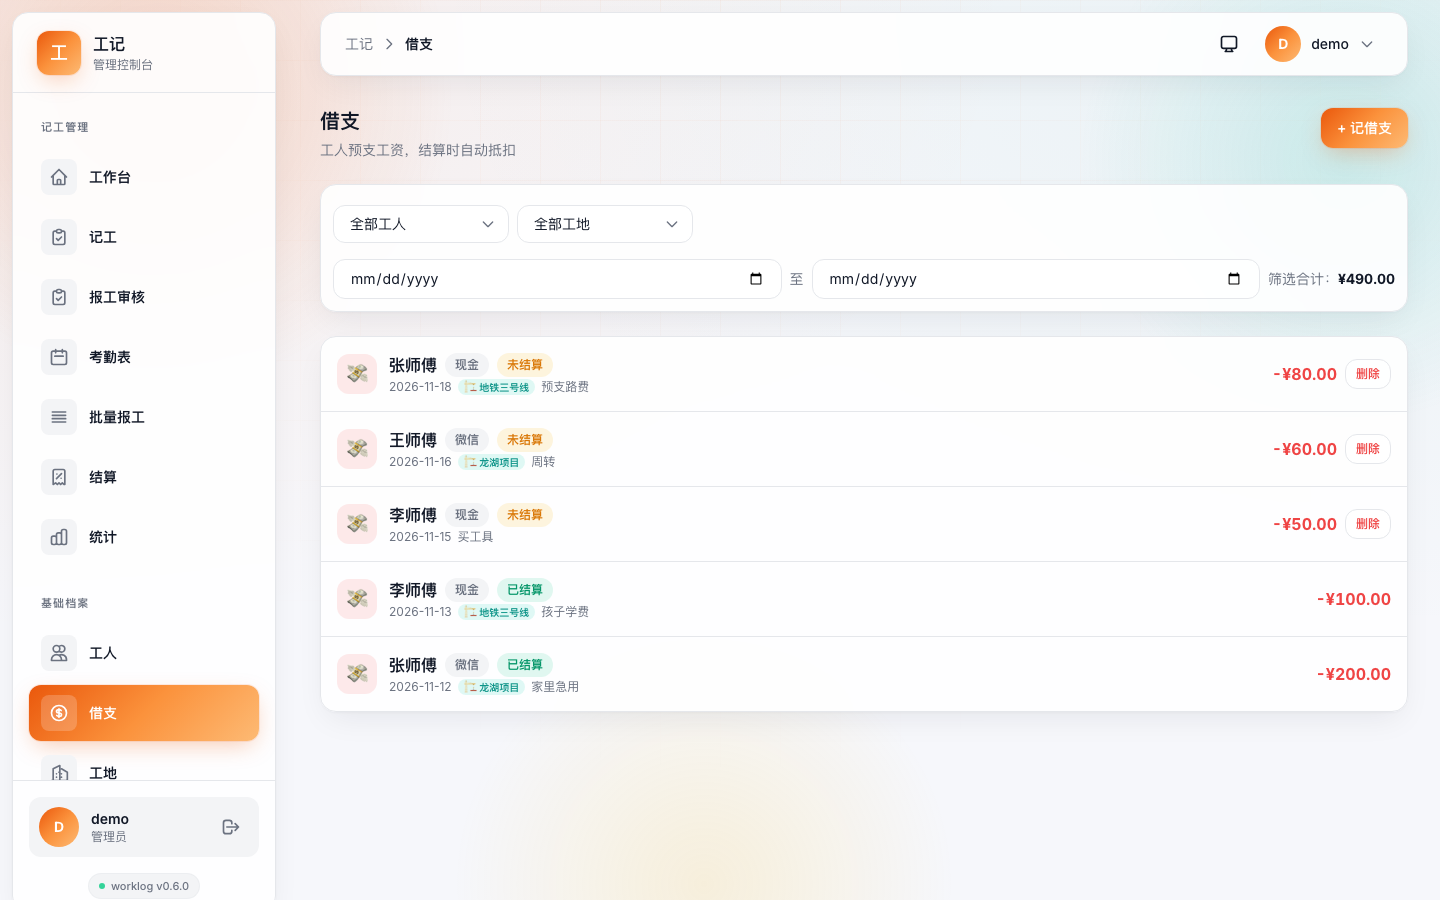 工
工记
管理控制台
记工管理
工作台
记工
报工审核
考勤表
批量报工
结算
统计
基础档案
工人
借支
工地
D
demo
管理员
worklog v0.6.0
工记 > 借支
D demo
借支
工人预支工资，结算时自动抵扣
+ 记借支
全部工人 全部工地
mm/dd/yyyy 至 mm/dd/yyyy 筛选合计： ¥490.00
张师傅 现金 未结算
2026-11-18 地铁三号线 预支路费
-¥80.00 删除
王师傅 微信 未结算
2026-11-16 龙湖项目 周转
-¥60.00 删除
李师傅 现金 未结算
2026-11-15 买工具
-¥50.00 删除
李师傅 现金 已结算
2026-11-13 地铁三号线 孩子学费
-¥100.00
张师傅 微信 已结算
2026-11-12 龙湖项目 家里急用
-¥200.00